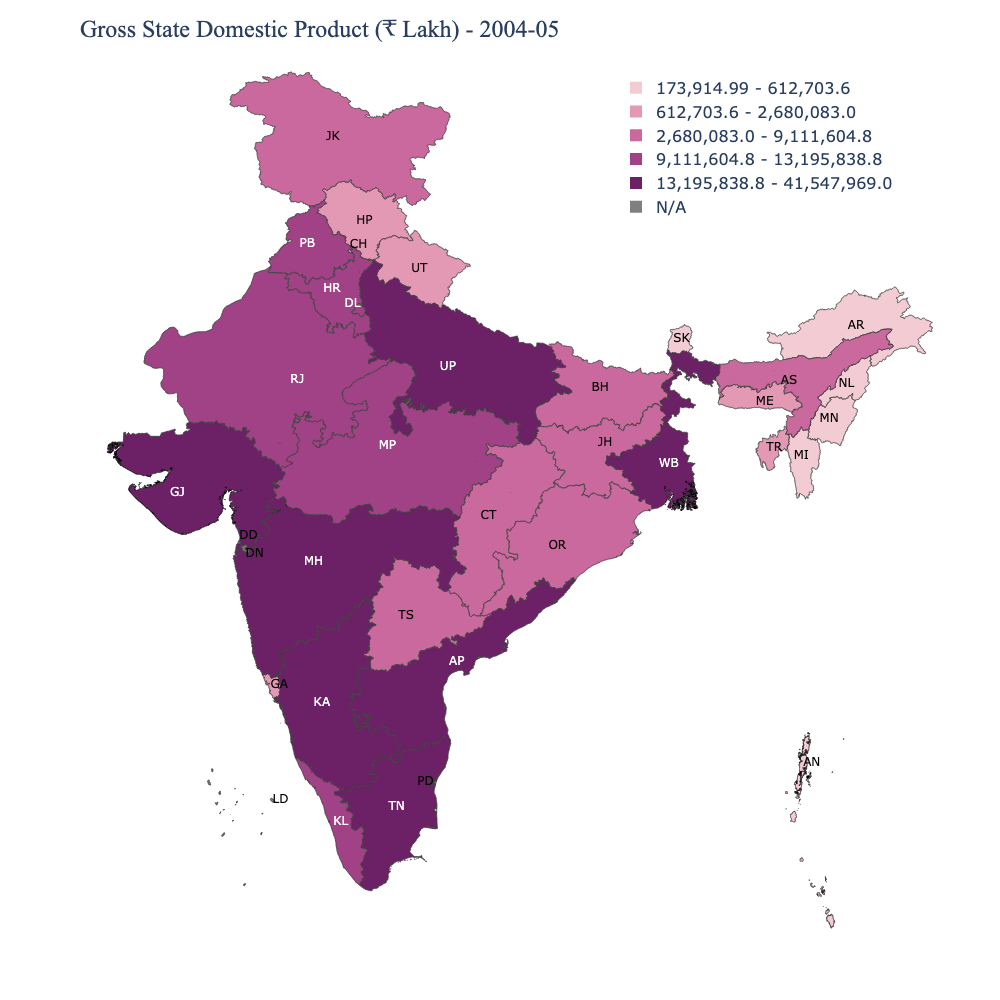 Gross State Domestic Product (₹ Lakh) - 2004-05
173,914.99 - 612,703.6
612,703.6 - 2,680,083.0
2,680,083.0 - 9,111,604.8
9,111,604.8 - 13,195,838.8
13,195,838.8 - 41,547,969.0
N/A
JK
HP
PB
CH
UT
HR
DL
AR
SK
UP
RJ
AS
NL
BH
ME
MN
JH
MP
TR
MI
WB
GJ
CT
DD
OR
DN
MH
TS
AP
GA
KA
AN
PD
LD
TN
KL